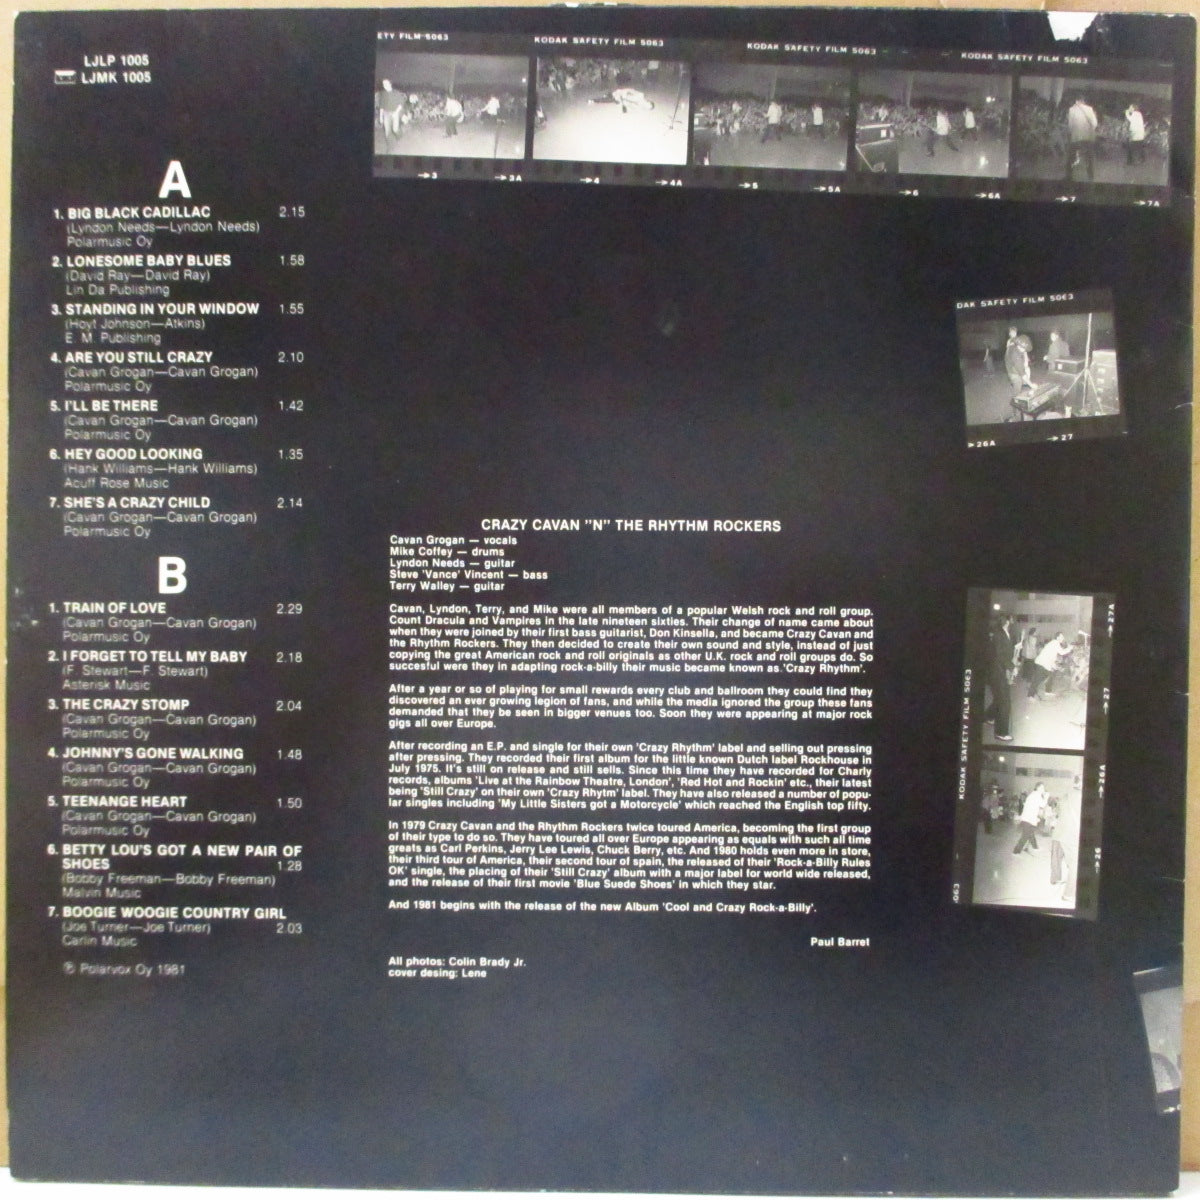 LJLP 1005
LJMK 1005
ETY FILM 5063
KODAK SAFETY FILM 5063
KODAK SAFETY FILM 5063
KODAK SAFETY FILM 5063
→3 →3A →4 →4A →5 →5A →6 →6A →7 →7A
A
1. BIG BLACK CADILLAC 2.15
(Lyndon Needs—Lyndon Needs)
Polarmusic Oy
2. LONESOME BABY BLUES 1.58
(David Ray—David Ray)
Lin Da Publishing
3. STANDING IN YOUR WINDOW 1.55
(Hoyt Johnson—Atkins)
E. M. Publishing
4. ARE YOU STILL CRAZY 2.10
(Cavan Grogan—Cavan Grogan)
Polarmusic Oy
5. I'LL BE THERE 1.42
(Cavan Grogan—Cavan Grogan)
Polarmusic Oy
6. HEY GOOD LOOKING 1.35
(Hank Williams—Hank Williams)
Acuff Rose Music
7. SHE'S A CRAZY CHILD 2.14
(Cavan Grogan—Cavan Grogan)
Polarmusic Oy
B
1. TRAIN OF LOVE 2.29
(Cavan Grogan—Cavan Grogan)
Polarmusic Oy
2. I FORGET TO TELL MY BABY 2.18
(F. Stewart—F. Stewart)
Asterisk Music
3. THE CRAZY STOMP 2.04
(Cavan Grogan—Cavan Grogan)
Polarmusic Oy
4. JOHNNY'S GONE WALKING 1.48
(Cavan Grogan—Cavan Grogan)
Polarmusic Oy
5. TEENANGE HEART 1.50
(Cavan Grogan—Cavan Grogan)
Polarmusic Oy
6. BETTY LOU'S GOT A NEW PAIR OF
SHOES 1.28
(Bobby Freeman—Bobby Freeman)
Malvin Music
7. BOOGIE WOOGIE COUNTRY GIRL
(Joe Turner—Joe Turner) 2.03
Carlin Music
℗ Polarvox Oy 1981
CRAZY CAVAN "N" THE RHYTHM ROCKERS
Cavan Grogan — vocals
Mike Coffey — drums
Lyndon Needs — guitar
Steve 'Vance' Vincent — bass
Terry Walley — guitar
Cavan, Lyndon, Terry, and Mike were all members of a popular Welsh rock and roll group.
Count Dracula and Vampires in the late nineteen sixties. Their change of name came about
when they were joined by their first bass guitarist, Don Kinsella, and became Crazy Cavan and
the Rhythm Rockers. They then decided to create their own sound and style, instead of just
copying the great American rock and roll originals as other U.K. rock and roll groups do. So
succesful were they in adapting rock-a-billy their music became known as 'Crazy Rhythm'.
After a year or so of playing for small rewards every club and ballroom they could find they
discovered an ever growing legion of fans, and while the media ignored the group these fans
demanded that they be seen in bigger venues too. Soon they were appearing at major rock
gigs all over Europe.
After recording an E.P. and single for their own 'Crazy Rhythm' label and selling out pressing
after pressing. They recorded their first album for the little known Dutch label Rockhouse in
July 1975. It's still on release and still sells. Since this time they have recorded for Charly
records, albums 'Live at the Rainbow Theatre, London', 'Red Hot and Rockin' etc., their latest
being 'Still Crazy' on their own 'Crazy Rhytm' label. They have also released a number of popu-
lar singles including 'My Little Sisters got a Motorcycle' which reached the English top fifty.
In 1979 Crazy Cavan and the Rhythm Rockers twice toured America, becoming the first group
of their type to do so. They have toured all over Europe appearing as equals with such all time
greats as Carl Perkins, Jerry Lee Lewis, Chuck Berry, etc. And 1980 holds even more in store,
their third tour of America, their second tour of spain, the released of their 'Rock-a-Billy Rules
OK' single, the placing of their 'Still Crazy' album with a major label for world wide released,
and the release of their first movie 'Blue Suede Shoes' in which they star.
And 1981 begins with the release of the new Album 'Cool and Crazy Rock-a-Billy'.
Paul Barret
All photos: Colin Brady Jr.
cover desing: Lene
DAK SAFETY FILM 5063
26A →27
KODAK SAFETY FILM 5063
5063
→27A
→27
→26A
→26